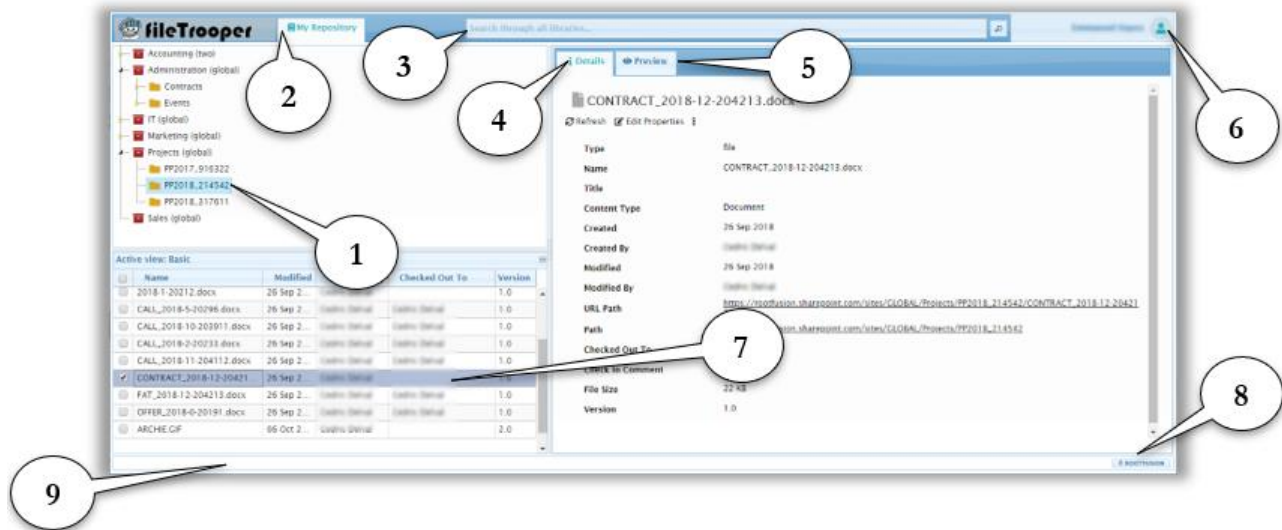 fileTrooper
My Repository
Search through all libraries...
Accounting (two)
Administration (global)
Contracts
Events
IT (global)
Marketing (global)
Projects (global)
PP2017_916322
PP2018_214542
PP2018_317611
Sales (global)
1
2
3
4
5
6
Details
Preview
CONTRACT_2018-12-204213.docx
Refresh Edit Properties
Type file
Name CONTRACT_2018-12-204213.docx
Title
Content Type Document
Created 26 Sep 2018
Created By
Modified 26 Sep 2018
Modified By
URL Path https://rootfusion.sharepoint.com/sites/GLOBAL/Projects/PP2018_214542/CONTRACT_2018-12-20421
Path fusion.sharepoint.com/sites/GLOBAL/Projects/PP2018_214542
Checked Out To
Check In Comment
File Size 22 KB
Version 1.0
Active view: Basic
Name Modified Checked Out To Version
2018-1-20212.docx 26 Sep 2... 1.0
CALL_2018-5-20296.docx 26 Sep 2... 1.0
CALL_2018-10-203911.docx 26 Sep 2... 1.0
CALL_2018-2-20233.docx 26 Sep 2... 1.0
CALL_2018-11-204112.docx 26 Sep 2... 1.0
CONTRACT_2018-12-20421... 26 Sep 2...
FAT_2018-12-204213.docx 26 Sep 2... 1.0
OFFER_2018-0-20191.docx 26 Sep 2... 1.0
ARCHIE.GIF 06 Oct 2... 2.0
7
8
9
ROOTFUSION